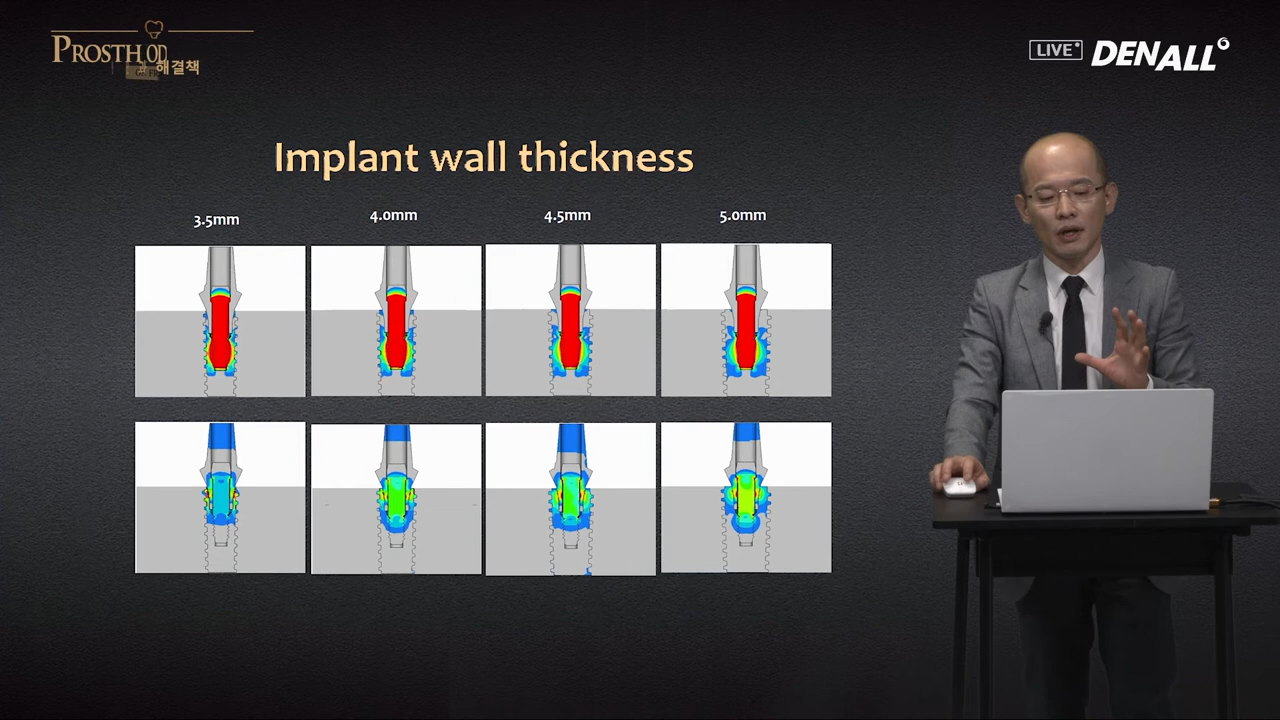 PROSTHOD
해결책
LIVE
DENALL
Implant wall thickness
3.5mm
4.0mm
4.5mm
5.0mm